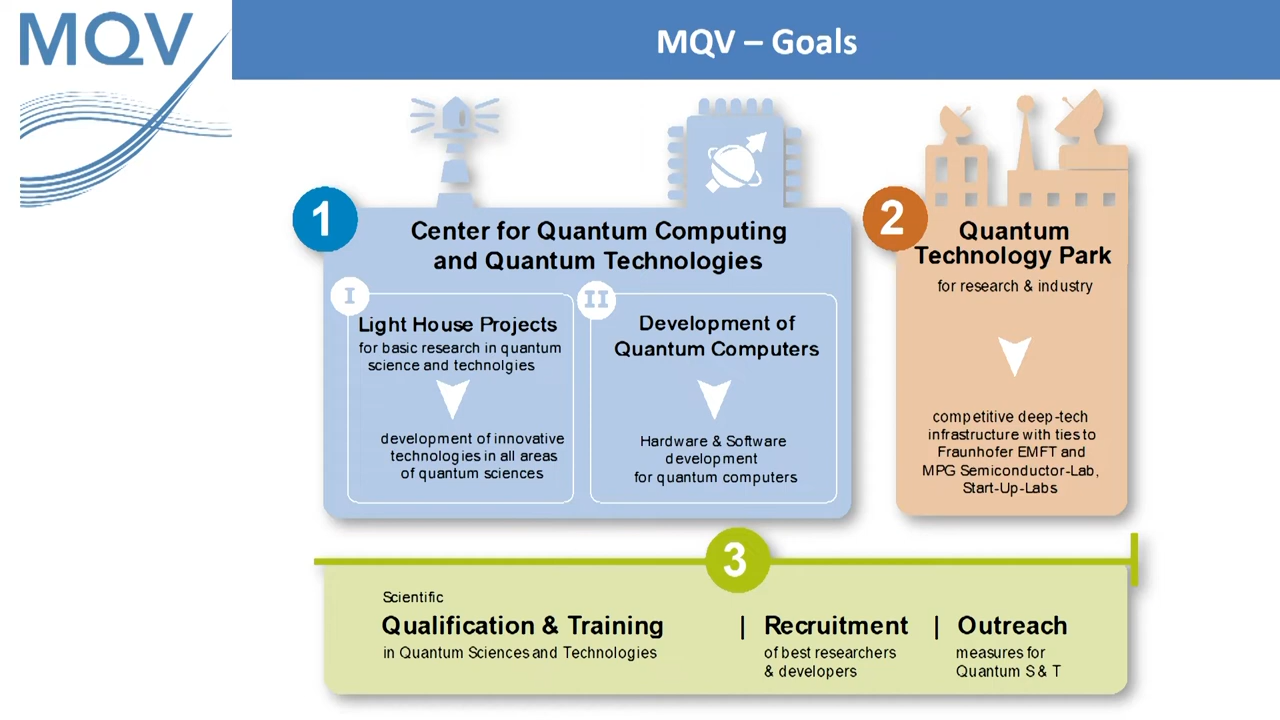 MQV
MQV – Goals
1
Center for Quantum Computing
and Quantum Technologies
I
Light House Projects
for basic research in quantum
science and technolgies
development of innovative
technologies in all areas
of quantum sciences
II
Development of
Quantum Computers
Hardware & Software
development
for quantum computers
2
Quantum
Technology Park
for research & industry
competitive deep-tech
infrastructure with ties to
Fraunhofer EMFT and
MPG Semiconductor-Lab,
Start-Up-Labs
3
Scientific
Qualification & Training
in Quantum Sciences and Technologies
| Recruitment
of best researchers
& developers
| Outreach
measures for
Quantum S & T